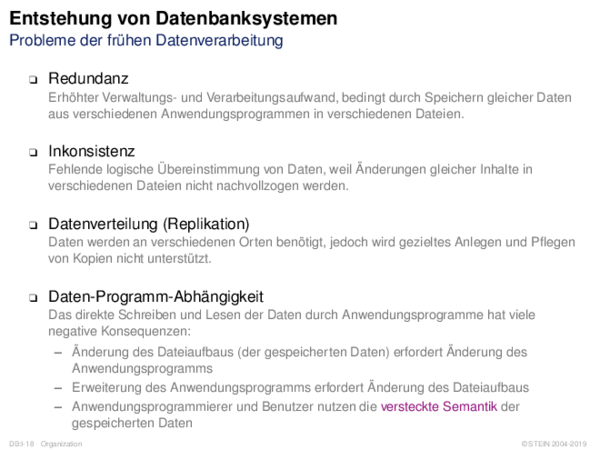 Entstehung von Datenbanksystemen
Probleme der frühen Datenverarbeitung
❑ Redundanz
Erhöhter Verwaltungs- und Verarbeitungsaufwand, bedingt durch Speichern gleicher Daten
aus verschiedenen Anwendungsprogrammen in verschiedenen Dateien.
❑ Inkonsistenz
Fehlende logische Übereinstimmung von Daten, weil Änderungen gleicher Inhalte in
verschiedenen Dateien nicht nachvollzogen werden.
❑ Datenverteilung (Replikation)
Daten werden an verschiedenen Orten benötigt, jedoch wird gezieltes Anlegen und Pflegen
von Kopien nicht unterstützt.
❑ Daten-Programm-Abhängigkeit
Das direkte Schreiben und Lesen der Daten durch Anwendungsprogramme hat viele
negative Konsequenzen:
– Änderung des Dateiaufbaus (der gespeicherten Daten) erfordert Änderung des
Anwendungsprogramms
– Erweiterung des Anwendungsprogramms erfordert Änderung des Dateiaufbaus
– Anwendungsprogrammierer und Benutzer nutzen die versteckte Semantik der
gespeicherten Daten
DB:I-18 Organization © STEIN 2004-2019